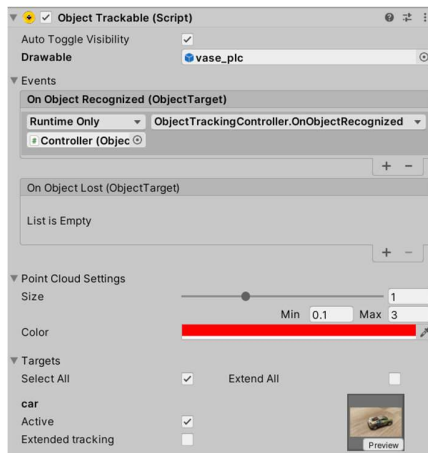 Object Trackable (Script)
Auto Toggle Visibility
Drawable vase_plc
Events
On Object Recognized (ObjectTarget)
Runtime Only ObjectTrackingController.OnObjectRecognized
Controller (Objec
+ -
On Object Lost (ObjectTarget)
List is Empty
+ -
Point Cloud Settings
Size 1
Min 0.1 Max 3
Color
Targets
Select All Extend All
car
Active
Extended tracking
Preview